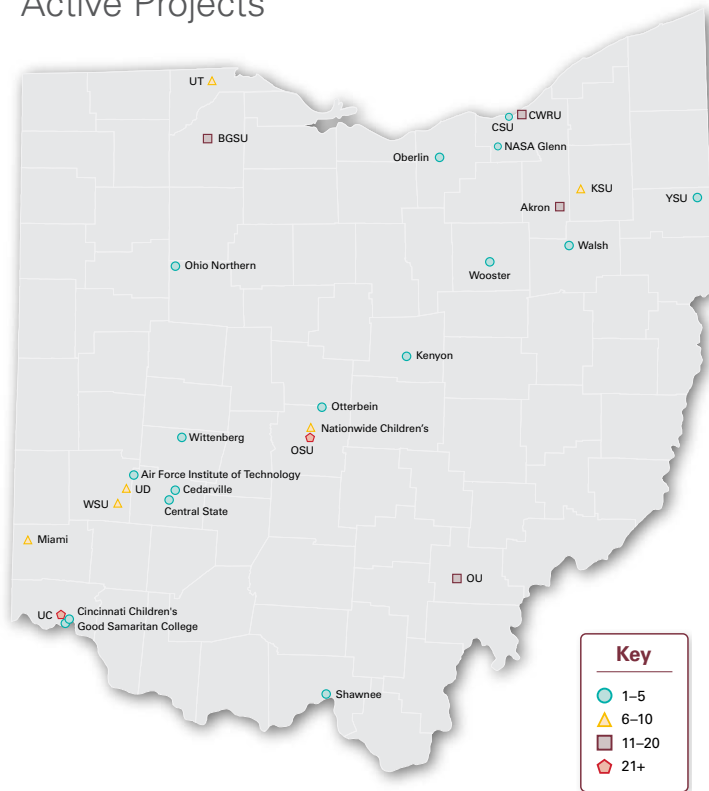 Active Projects
UT
BGSU
CWRU
CSU
NASA Glenn
Oberlin
KSU
YSU
Akron
Walsh
Ohio Northern
Wooster
Kenyon
Otterbein
Nationwide Children's
OSU
Wittenberg
Air Force Institute of Technology
UD
Cedarville
WSU
Central State
Miami
OU
UC
Cincinnati Children's
Good Samaritan College
Shawnee
Key
1–5
6–10
11–20
21+